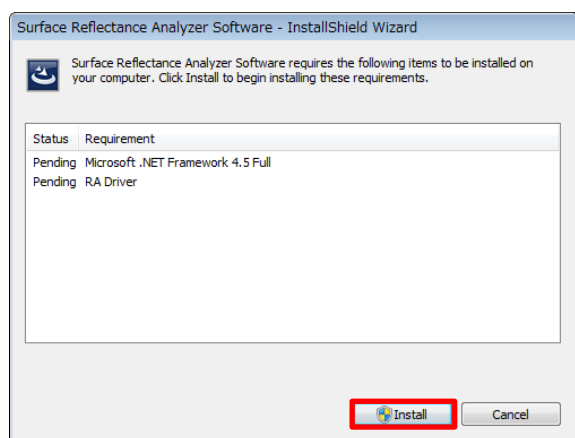 Surface Reflectance Analyzer Software - InstallShield Wizard
Surface Reflectance Analyzer Software requires the following items to be installed on
your computer. Click Install to begin installing these requirements.
Status Requirement
Pending Microsoft .NET Framework 4.5 Full
Pending RA Driver
Install Cancel